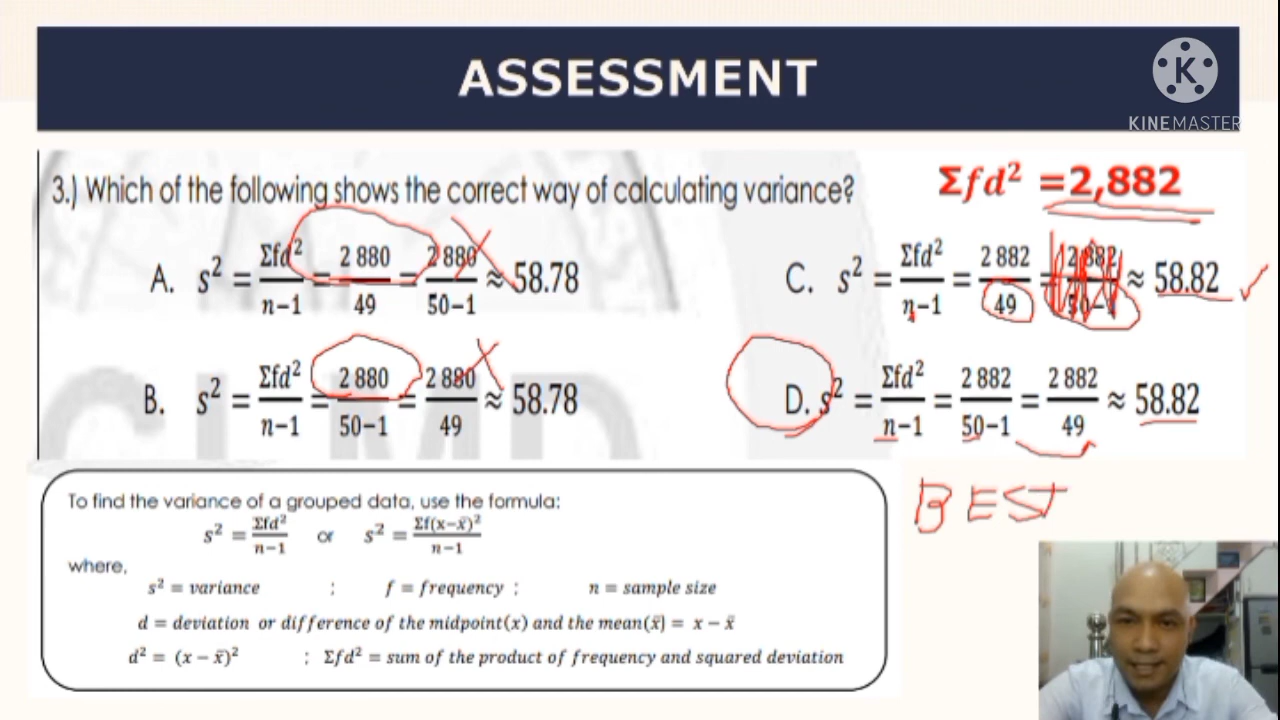 ASSESSMENT
K
KINEMASTER
3.) Which of the following shows the correct way of calculating variance?
Σfd² =2,882
A. s² = Σfd²/n−1 = 2 880/49 = 2 880/50−1 ≈ 58.78
C. s² = Σfd²/n−1 = 2 882/49 = 2 882/50−1 ≈ 58.82 ✓
B. s² = Σfd²/n−1 = 2 880/50−1 = 2 880/49 ≈ 58.78
D. s² = Σfd²/n−1 = 2 882/50−1 = 2 882/49 ≈ 58.82
BEST
To find the variance of a grouped data, use the formula:
s² = Σfd²/n−1 or s² = Σf(x−x̄)²/n−1
where,
s² = variance ; f = frequency ; n = sample size
d = deviation or difference of the midpoint(x) and the mean(x̄) = x − x̄
d² = (x − x̄)² ; Σfd² = sum of the product of frequency and squared deviation